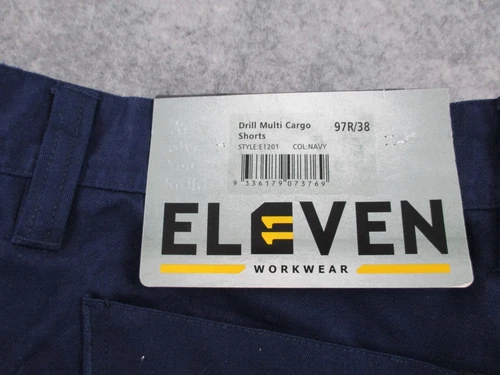 Drill Multi Cargo 97R/38
Shorts
STYLE:E1201 COL:NAVY
9 336179 073769
ELEVEN
11
WORKWEAR